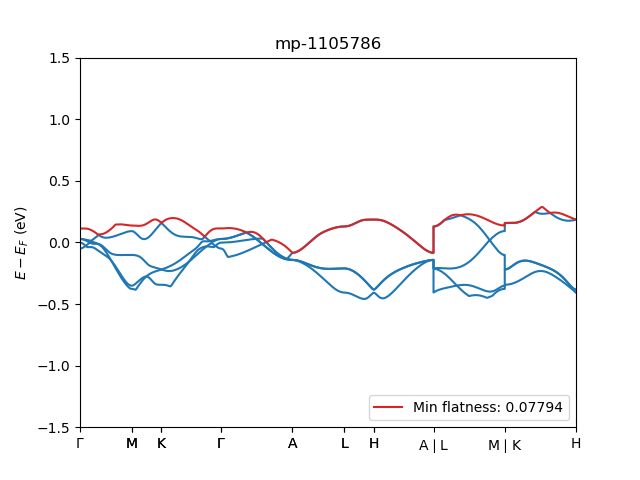 mp-1105786
1.5
1.0
0.5
0.0
−0.5
−1.0
−1.5
E − E_F (eV)
Min flatness: 0.07794
Γ M K Γ A L H A | L M | K H